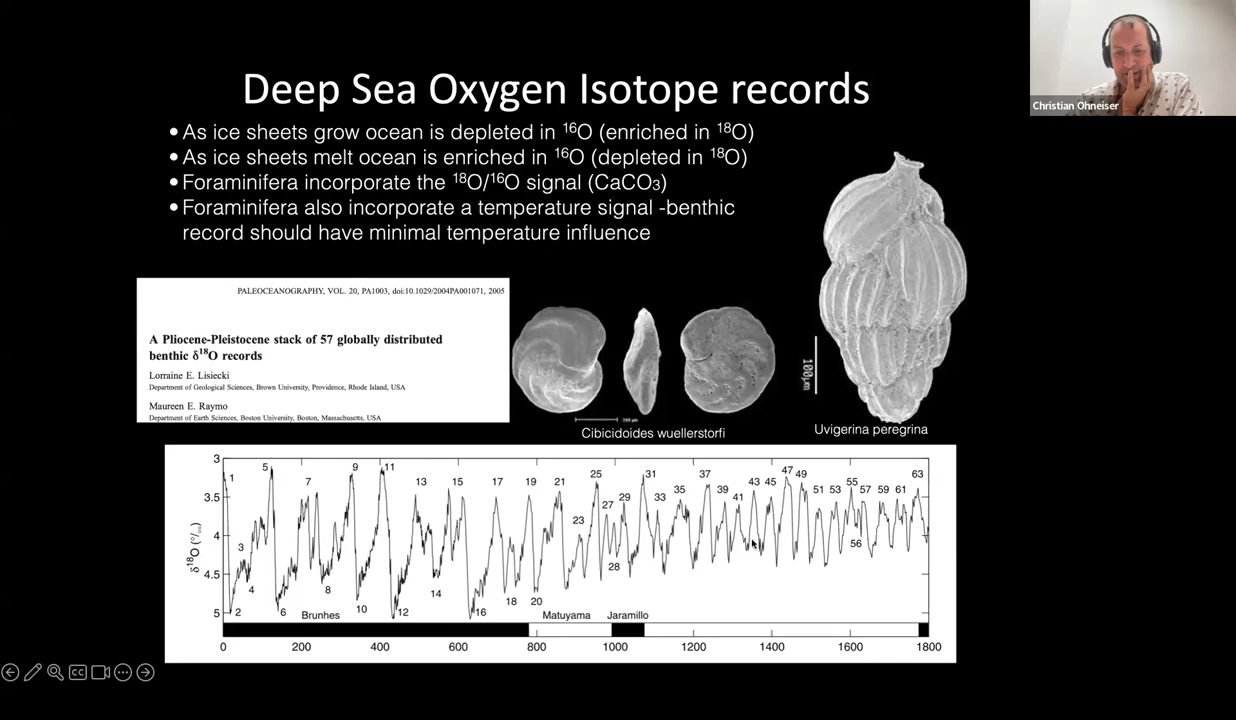 Christian Ohneiser
Deep Sea Oxygen Isotope records
• As ice sheets grow ocean is depleted in ¹⁶O (enriched in ¹⁸O)
• As ice sheets melt ocean is enriched in ¹⁶O (depleted in ¹⁸O)
• Foraminifera incorporate the ¹⁸O/¹⁶O signal (CaCO₃)
• Foraminifera also incorporate a temperature signal -benthic
record should have minimal temperature influence
PALEOCEANOGRAPHY, VOL. 20, PA1003, doi:10.1029/2004PA001071, 2005
A Pliocene-Pleistocene stack of 57 globally distributed
benthic δ¹⁸O records
Lorraine E. Lisiecki
Department of Geological Sciences, Brown University, Providence, Rhode Island, USA
Maureen E. Raymo
Department of Earth Sciences, Boston University, Boston, Massachusetts, USA
Cibicidoides wuellerstorfi
100µm
Uvigerina peregrina
δ¹⁸O (°/₀₀)
3
3.5
4
4.5
5
1 5 7 9 11 13 15 17 19 21 25 27 29 31 33 35 37 39 41 43 45 47 49 51 53 55 57 59 61 63
3 23 56
4 6 8 10 12 14 16 18 20 28
2
Brunhes Matuyama Jaramillo
0 200 400 600 800 1000 1200 1400 1600 1800
CC